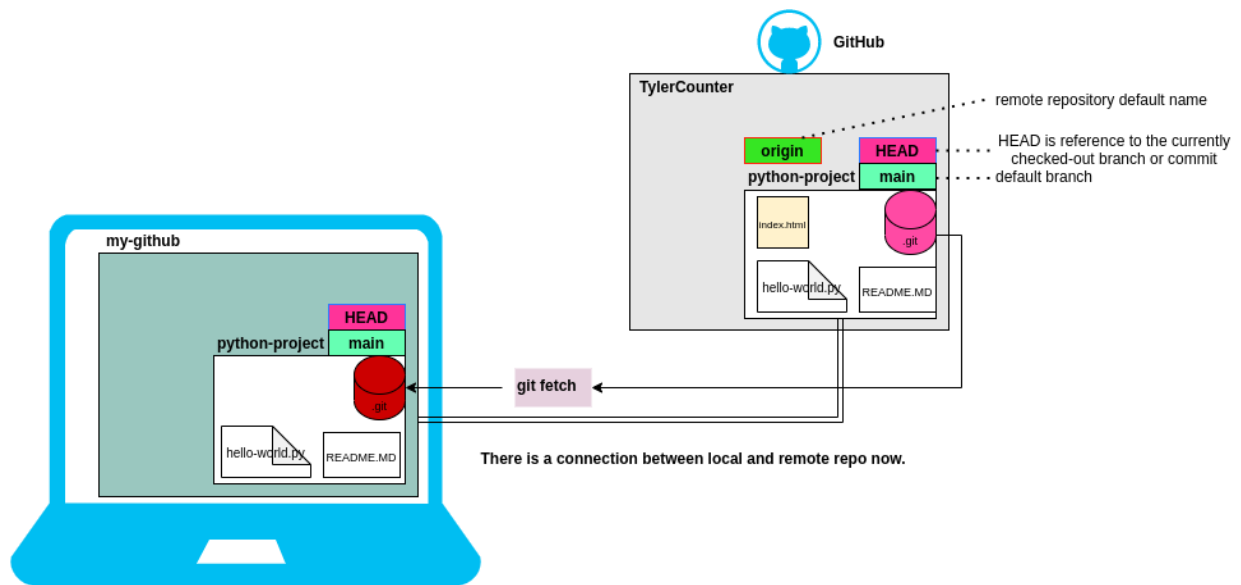 GitHub
TylerCounter
remote repository default name
origin
HEAD
HEAD is reference to the currently
checked-out branch or commit
python-project
main
default branch
index.html
.git
hello-world.py
README.MD
my-github
HEAD
python-project
main
.git
git fetch
hello-world.py
README.MD
There is a connection between local and remote repo now.